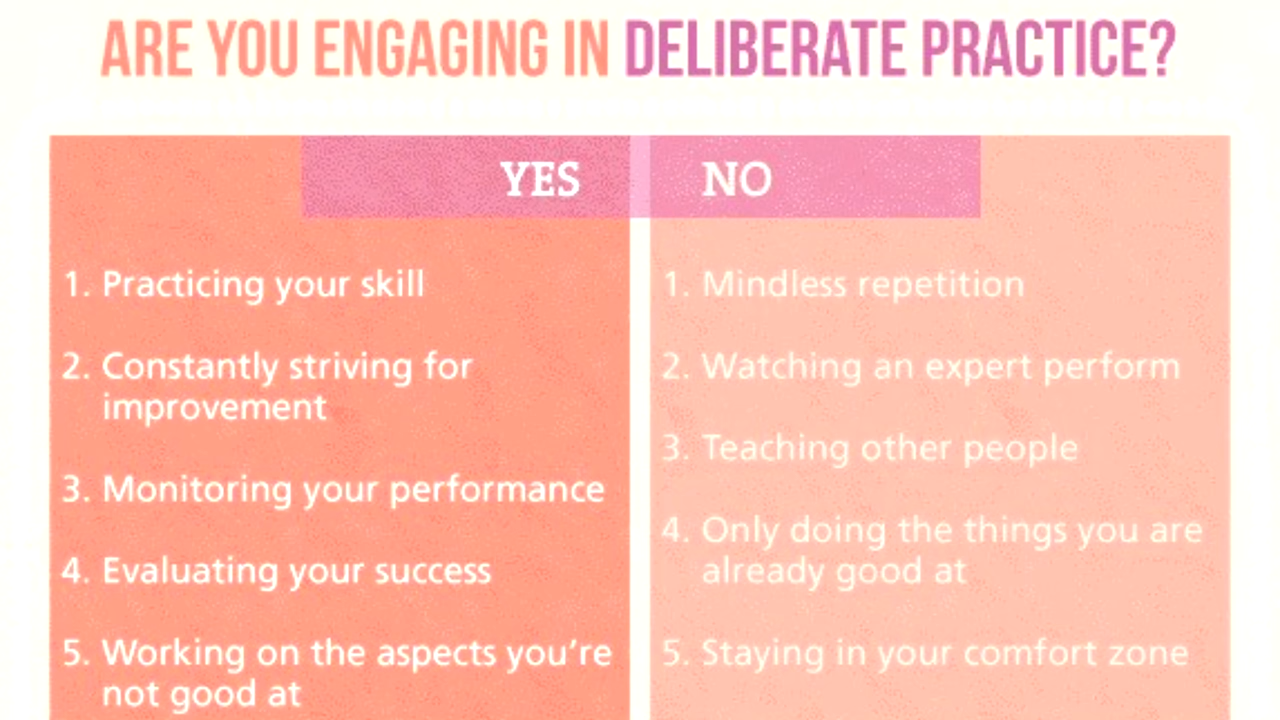 ARE YOU ENGAGING IN DELIBERATE PRACTICE?
YES
1. Practicing your skill
2. Constantly striving for
improvement
3. Monitoring your performance
4. Evaluating your success
5. Working on the aspects you're
not good at
NO
1. Mindless repetition
2. Watching an expert perform
3. Teaching other people
4. Only doing the things you are
already good at
5. Staying in your comfort zone